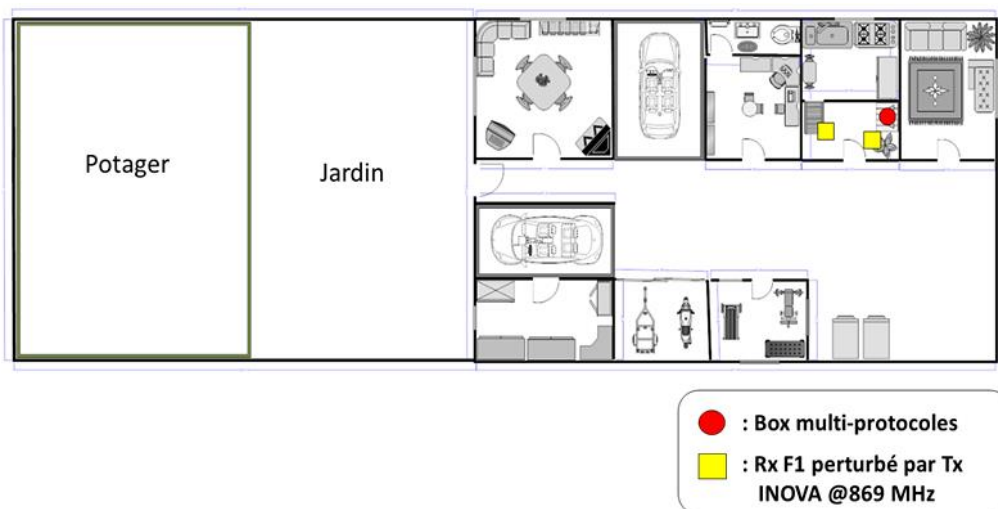 Potager
Jardin
: Box multi-protocoles
: Rx F1 perturbé par Tx
INOVA @869 MHz